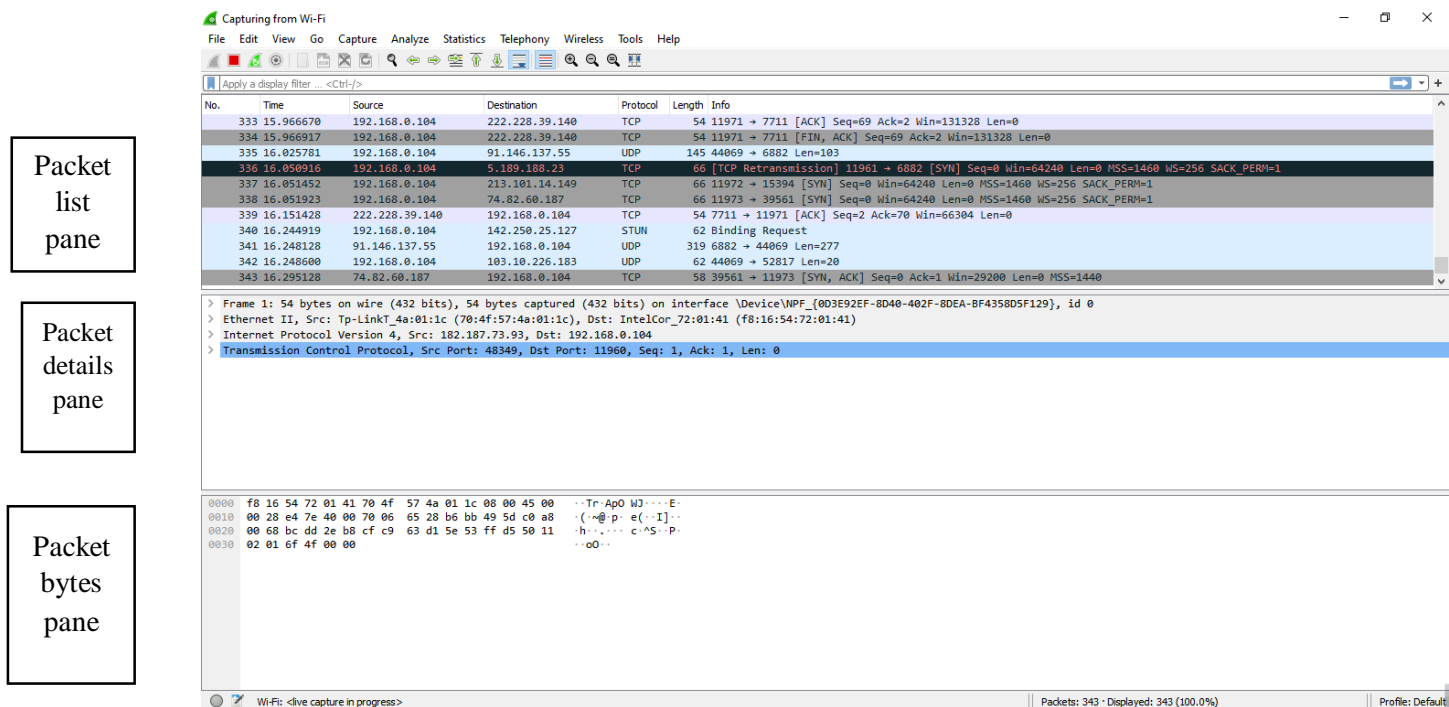 Capturing from Wi-Fi
File Edit View Go Capture Analyze Statistics Telephony Wireless Tools Help
Apply a display filter ... <Ctrl-/>
No. Time Source Destination Protocol Length Info
333 15.966670 192.168.0.104 222.228.39.140 TCP 54 11971 → 7711 [ACK] Seq=69 Ack=2 Win=131328 Len=0
334 15.966917 192.168.0.104 222.228.39.140 TCP 54 11971 → 7711 [FIN, ACK] Seq=69 Ack=2 Win=131328 Len=0
335 16.025781 192.168.0.104 91.146.137.55 UDP 145 44069 → 6882 Len=103
336 16.050916 192.168.0.104 5.189.188.23 TCP 66 [TCP Retransmission] 11961 → 6882 [SYN] Seq=0 Win=64240 Len=0 MSS=1460 WS=256 SACK_PERM=1
337 16.051452 192.168.0.104 213.101.14.149 TCP 66 11972 → 15394 [SYN] Seq=0 Win=64240 Len=0 MSS=1460 WS=256 SACK_PERM=1
338 16.051923 192.168.0.104 74.82.60.187 TCP 66 11973 → 39561 [SYN] Seq=0 Win=64240 Len=0 MSS=1460 WS=256 SACK_PERM=1
339 16.151428 222.228.39.140 192.168.0.104 TCP 54 7711 → 11971 [ACK] Seq=2 Ack=70 Win=66304 Len=0
340 16.244919 192.168.0.104 142.250.25.127 STUN 62 Binding Request
341 16.248128 91.146.137.55 192.168.0.104 UDP 319 6882 → 44069 Len=277
342 16.248600 192.168.0.104 103.10.226.183 UDP 62 44069 → 52817 Len=20
343 16.295128 74.82.60.187 192.168.0.104 TCP 58 39561 → 11973 [SYN, ACK] Seq=0 Ack=1 Win=29200 Len=0 MSS=1440
Packet
list
pane
Frame 1: 54 bytes on wire (432 bits), 54 bytes captured (432 bits) on interface \Device\NPF_{0D3E92EF-8D40-402F-8DEA-BF4358D5F129}, id 0
Ethernet II, Src: Tp-LinkT_4a:01:1c (70:4f:57:4a:01:1c), Dst: IntelCor_72:01:41 (f8:16:54:72:01:41)
Internet Protocol Version 4, Src: 182.187.73.93, Dst: 192.168.0.104
Transmission Control Protocol, Src Port: 48349, Dst Port: 11960, Seq: 1, Ack: 1, Len: 0
Packet
details
pane
0000 f8 16 54 72 01 41 70 4f 57 4a 01 1c 08 00 45 00 ··Tr·ApO WJ····E·
0010 00 28 e4 7e 40 00 70 06 65 28 b6 bb 49 5d c0 a8 ·(·~@·p· e(··I]··
0020 00 68 bc dd 2e b8 cf c9 63 d1 5e 53 ff d5 50 11 ·h··.··· c·^S··P·
0030 02 01 6f 4f 00 00 ··oO··
Packet
bytes
pane
Wi-Fi: <live capture in progress> Packets: 343 · Displayed: 343 (100.0%) Profile: Default